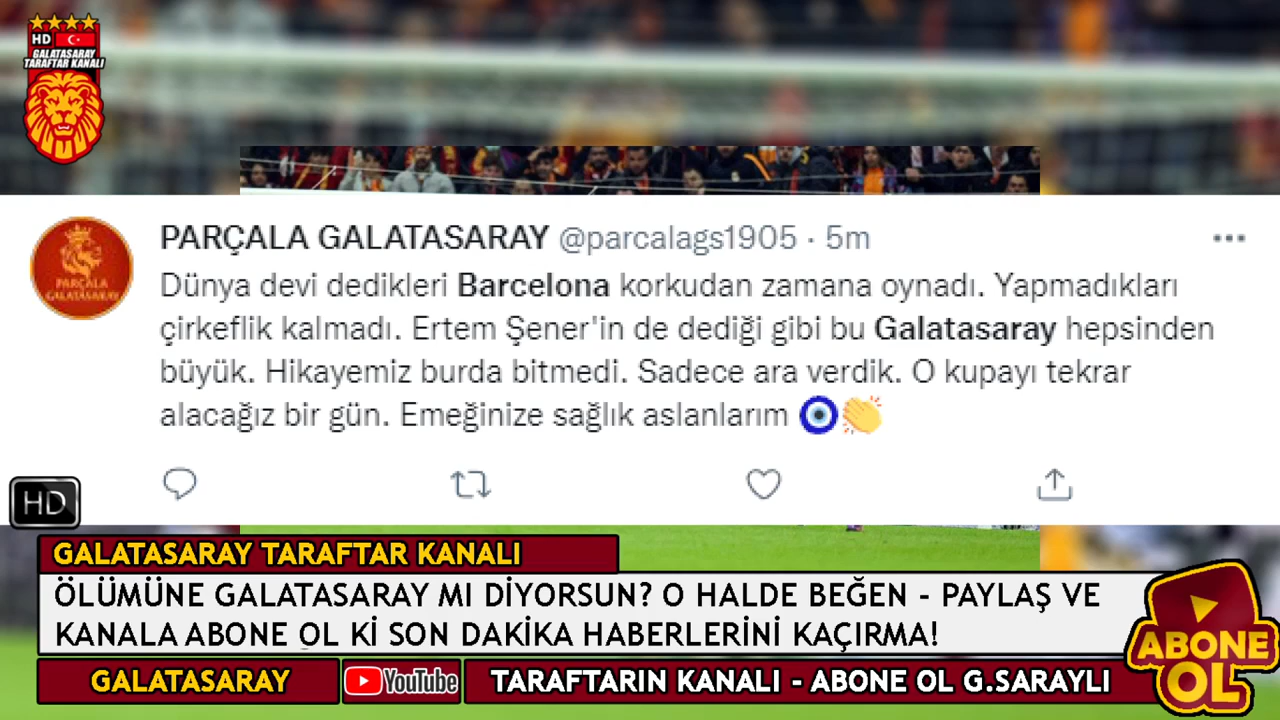 HD
GALATASARAY
TARAFTAR KANALI
PARÇALA GALATASARAY @parcalags1905 · 5m
PARÇALA
GALATASARAY
Dünya devi dedikleri Barcelona korkudan zamana oynadı. Yapmadıkları
çirkeflik kalmadı. Ertem Şener'in de dediği gibi bu Galatasaray hepsinden
büyük. Hikayemiz burda bitmedi. Sadece ara verdik. O kupayı tekrar
alacağız bir gün. Emeğinize sağlık aslanlarım 🧿👏
HD
GALATASARAY TARAFTAR KANALI
ÖLÜMÜNE GALATASARAY MI DİYORSUN? O HALDE BEĞEN - PAYLAŞ VE
KANALA ABONE OL Kİ SON DAKİKA HABERLERİNİ KAÇIRMA!
ABONE
OL
GALATASARAY
YouTube
TARAFTARIN KANALI - ABONE OL G.SARAYLI